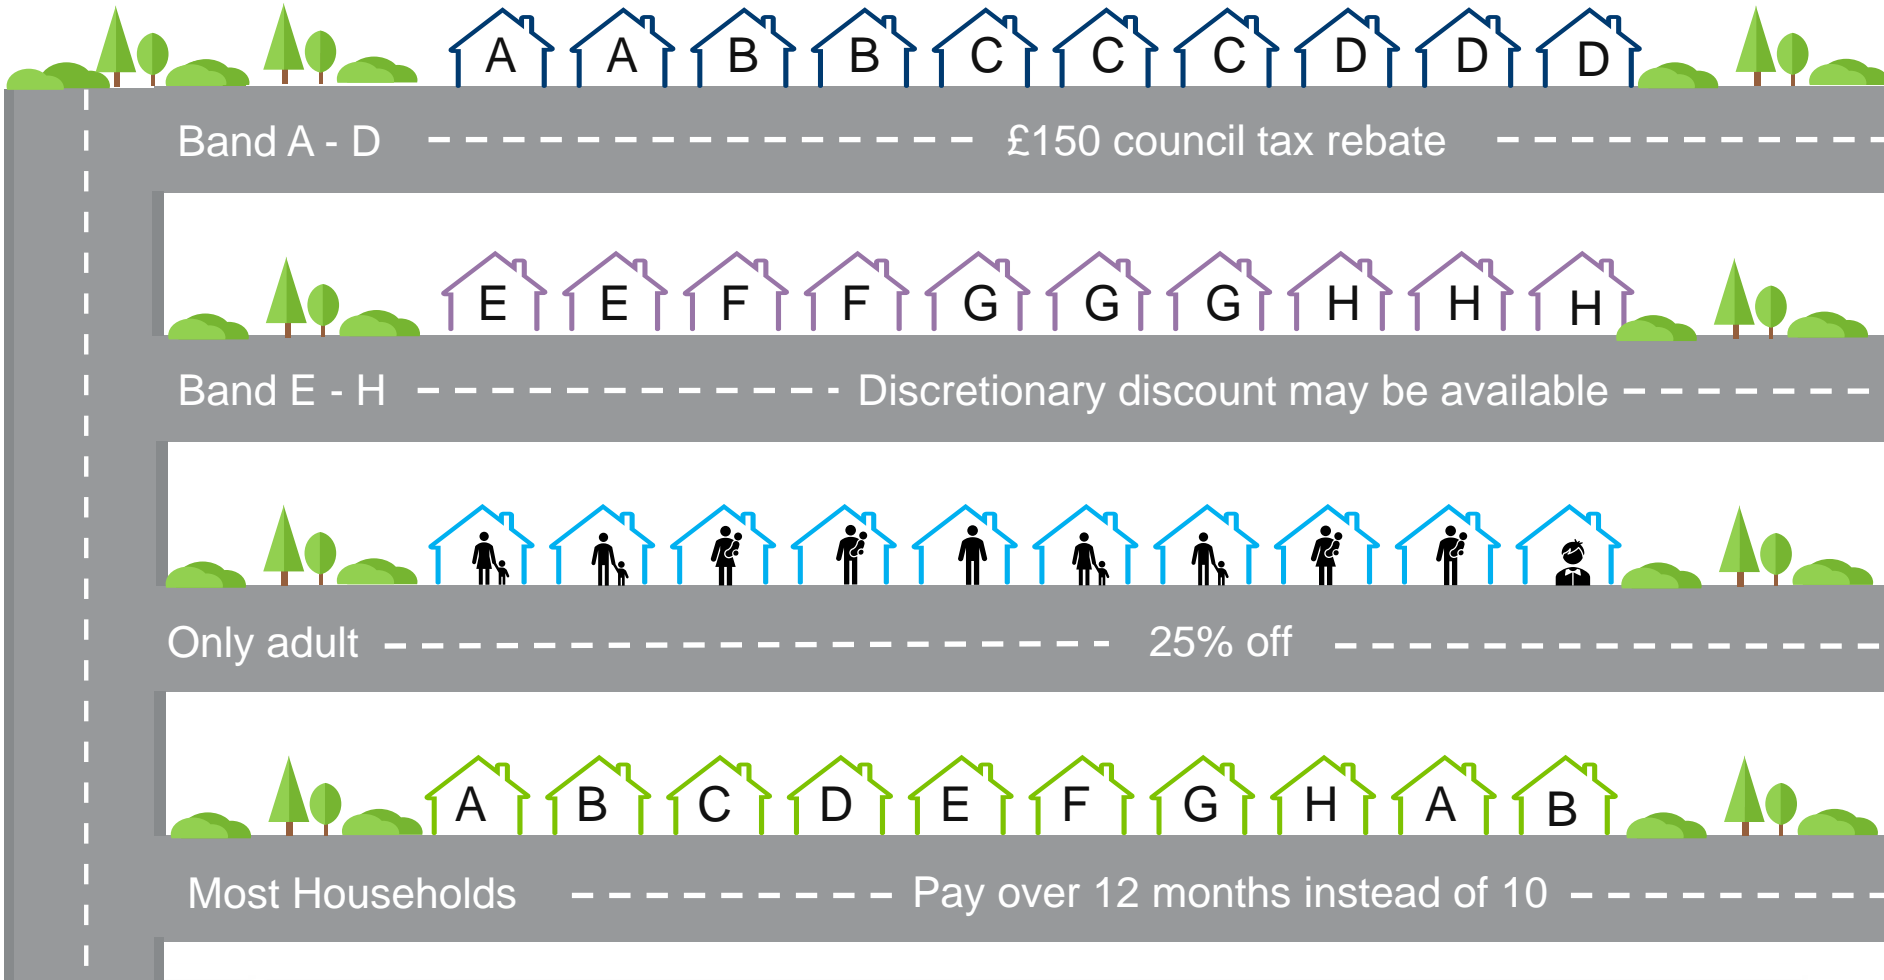 A A B B C C C D D D
Band A - D £150 council tax rebate
E E F F G G G H H H
Band E - H Discretionary discount may be available
Only adult 25% off
A B C D E F G H A B
Most Households Pay over 12 months instead of 10